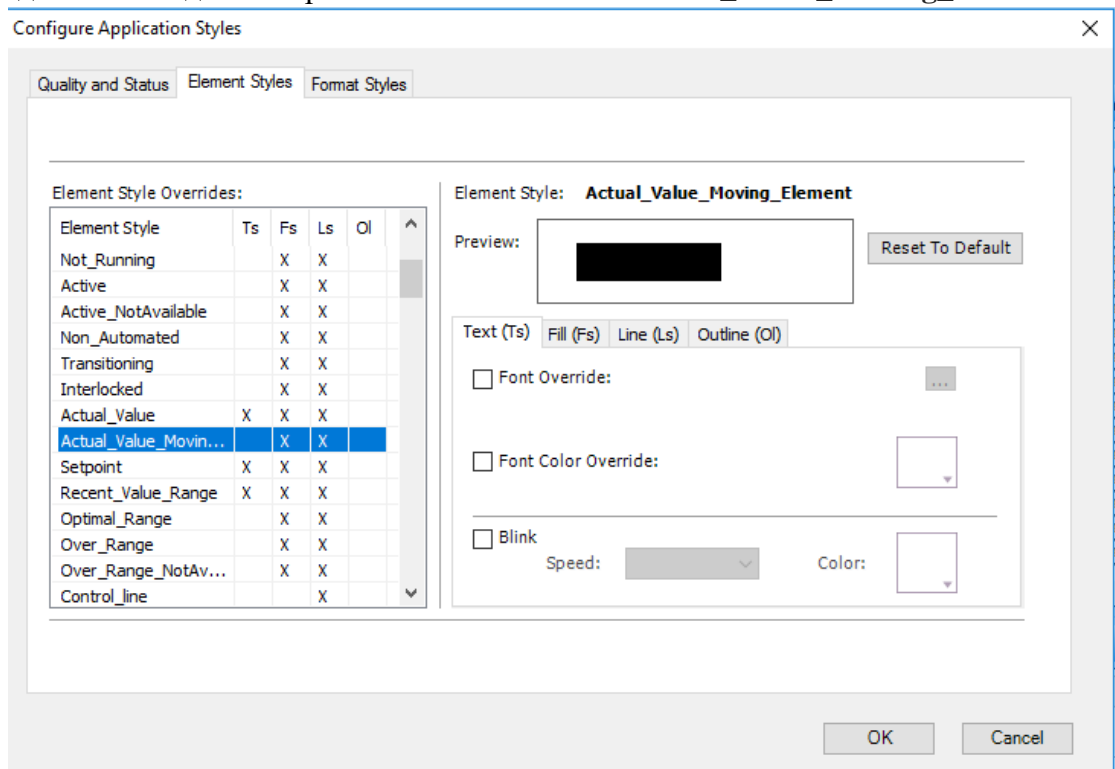 Configure Application Styles
Quality and Status Element Styles Format Styles
Element Style Overrides:
Element Style Ts Fs Ls Ol
Not_Running X X
Active X X
Active_NotAvailable X X
Non_Automated X X
Transitioning X X
Interlocked X X
Actual_Value X X X
Actual_Value_Movin... X X
Setpoint X X X
Recent_Value_Range X X X
Optimal_Range X X
Over_Range X X
Over_Range_NotAv... X X
Control_line X
Element Style: Actual_Value_Moving_Element
Preview:
Reset To Default
Text (Ts) Fill (Fs) Line (Ls) Outline (Ol)
Font Override:
...
Font Color Override:
Blink
Speed: Color:
OK Cancel